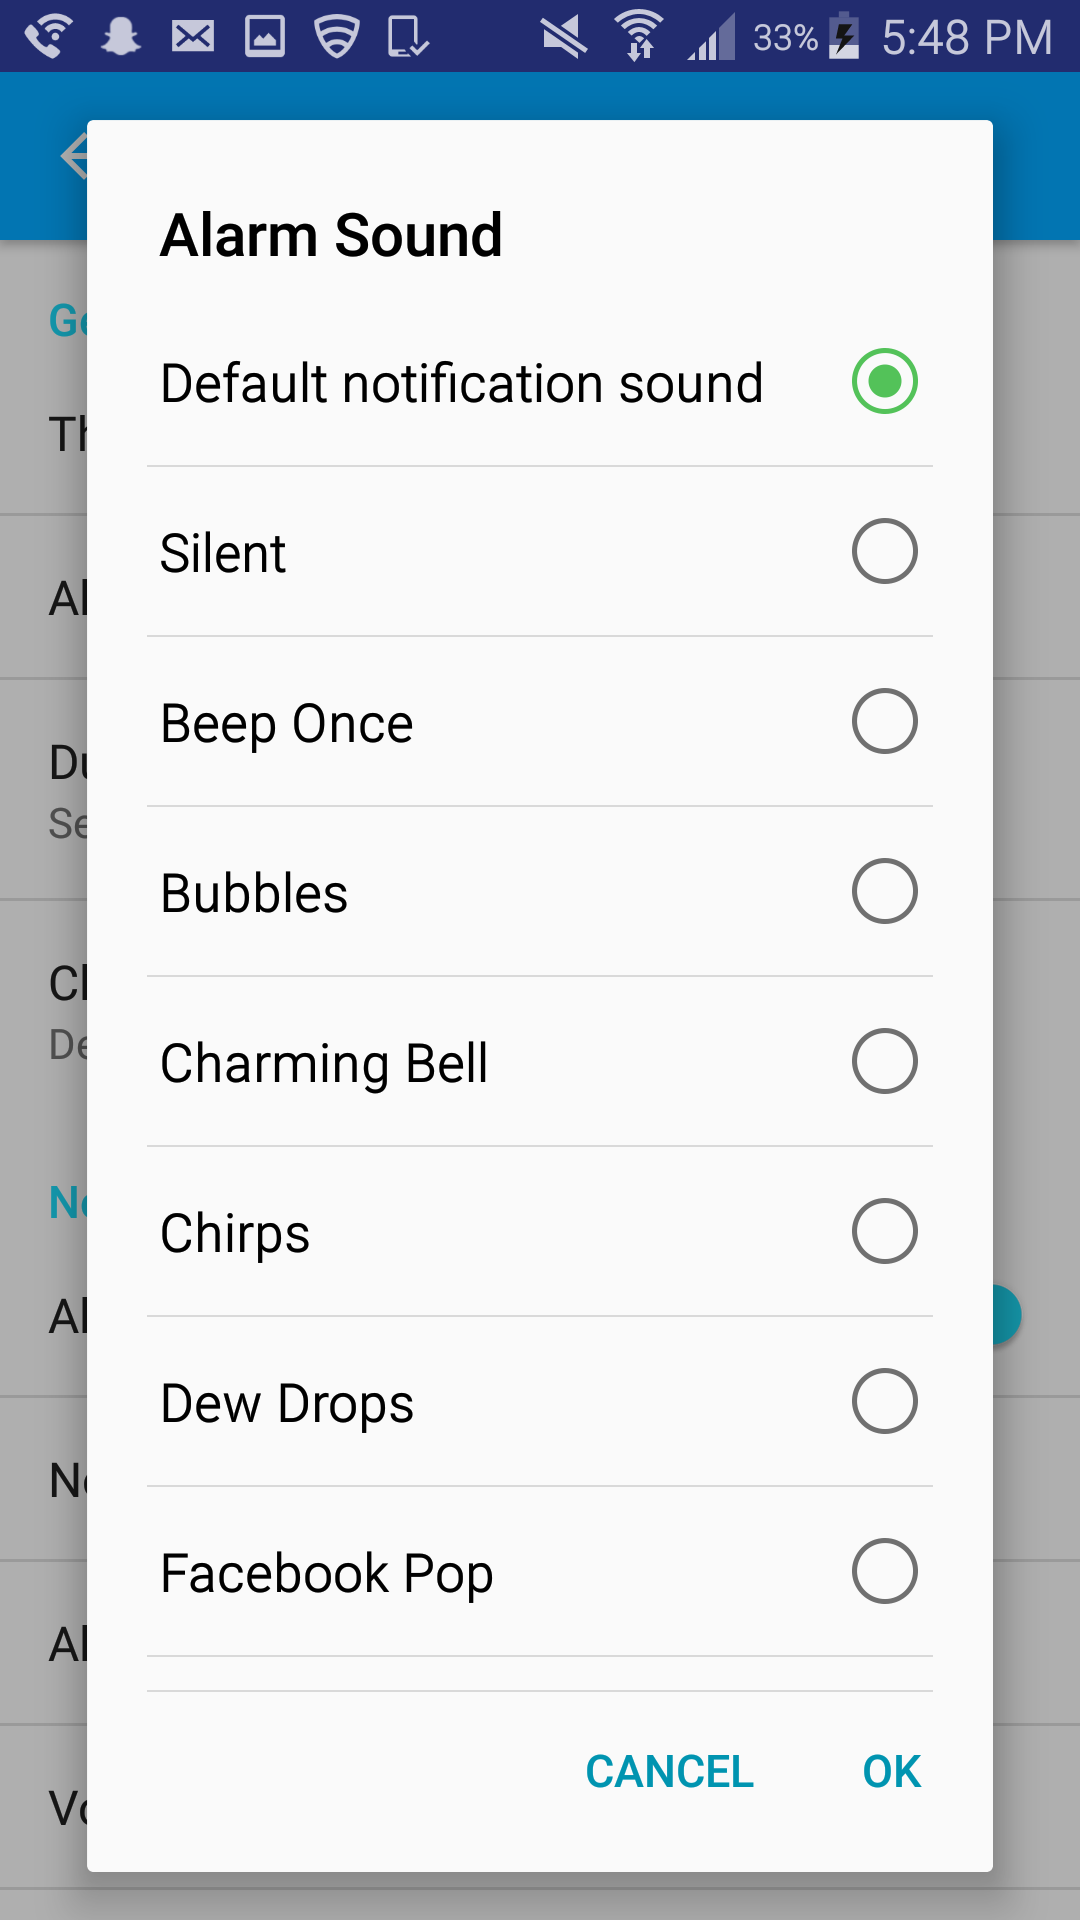 33% 5:48 PM
Alarm Sound
Default notification sound
Silent
Beep Once
Bubbles
Charming Bell
Chirps
Dew Drops
Facebook Pop
CANCEL OK